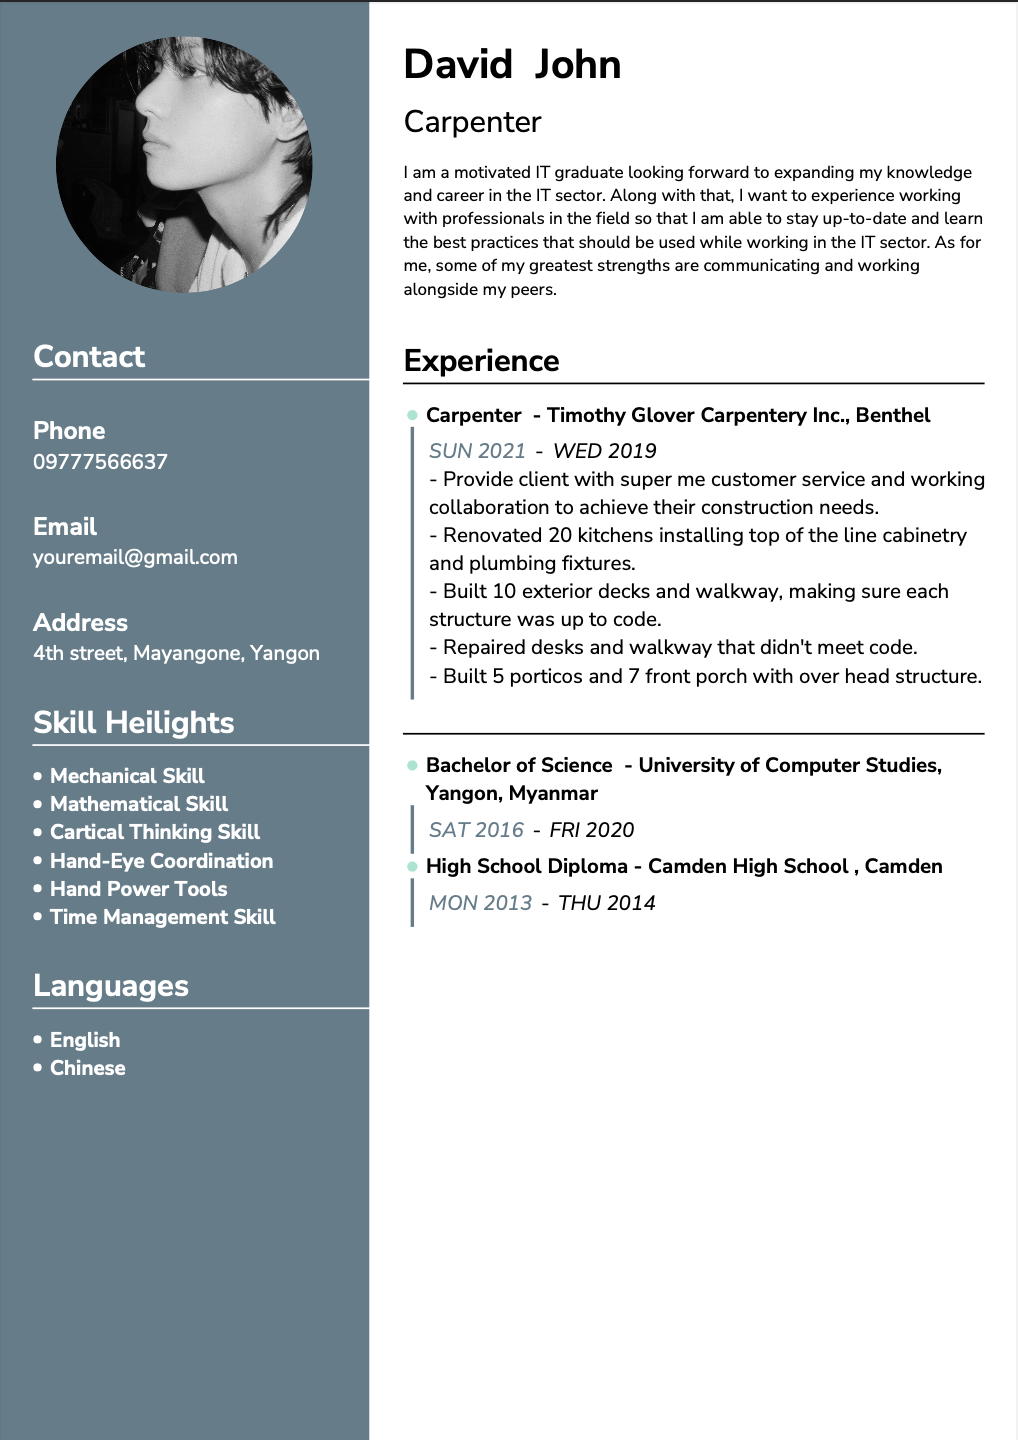 David  John
Carpenter
I am a motivated IT graduate looking forward to expanding my knowledge
and career in the IT sector. Along with that, I want to experience working
with professionals in the field so that I am able to stay up-to-date and learn
the best practices that should be used while working in the IT sector. As for
me, some of my greatest strengths are communicating and working
alongside my peers.
Contact
Phone
09777566637
Email
youremail@gmail.com
Address
4th street, Mayangone, Yangon
Skill Heilights
Mechanical Skill
Mathematical Skill
Cartical Thinking Skill
Hand-Eye Coordination
Hand Power Tools
Time Management Skill
Languages
English
Chinese
Experience
Carpenter  - Timothy Glover Carpentery Inc., Benthel
SUN 2021 - WED 2019
- Provide client with super me customer service and working
collaboration to achieve their construction needs.
- Renovated 20 kitchens installing top of the line cabinetry
and plumbing fixtures.
- Built 10 exterior decks and walkway, making sure each
structure was up to code.
- Repaired desks and walkway that didn't meet code.
- Built 5 porticos and 7 front porch with over head structure.
Bachelor of Science  - University of Computer Studies,
Yangon, Myanmar
SAT 2016 - FRI 2020
High School Diploma - Camden High School , Camden
MON 2013 - THU 2014